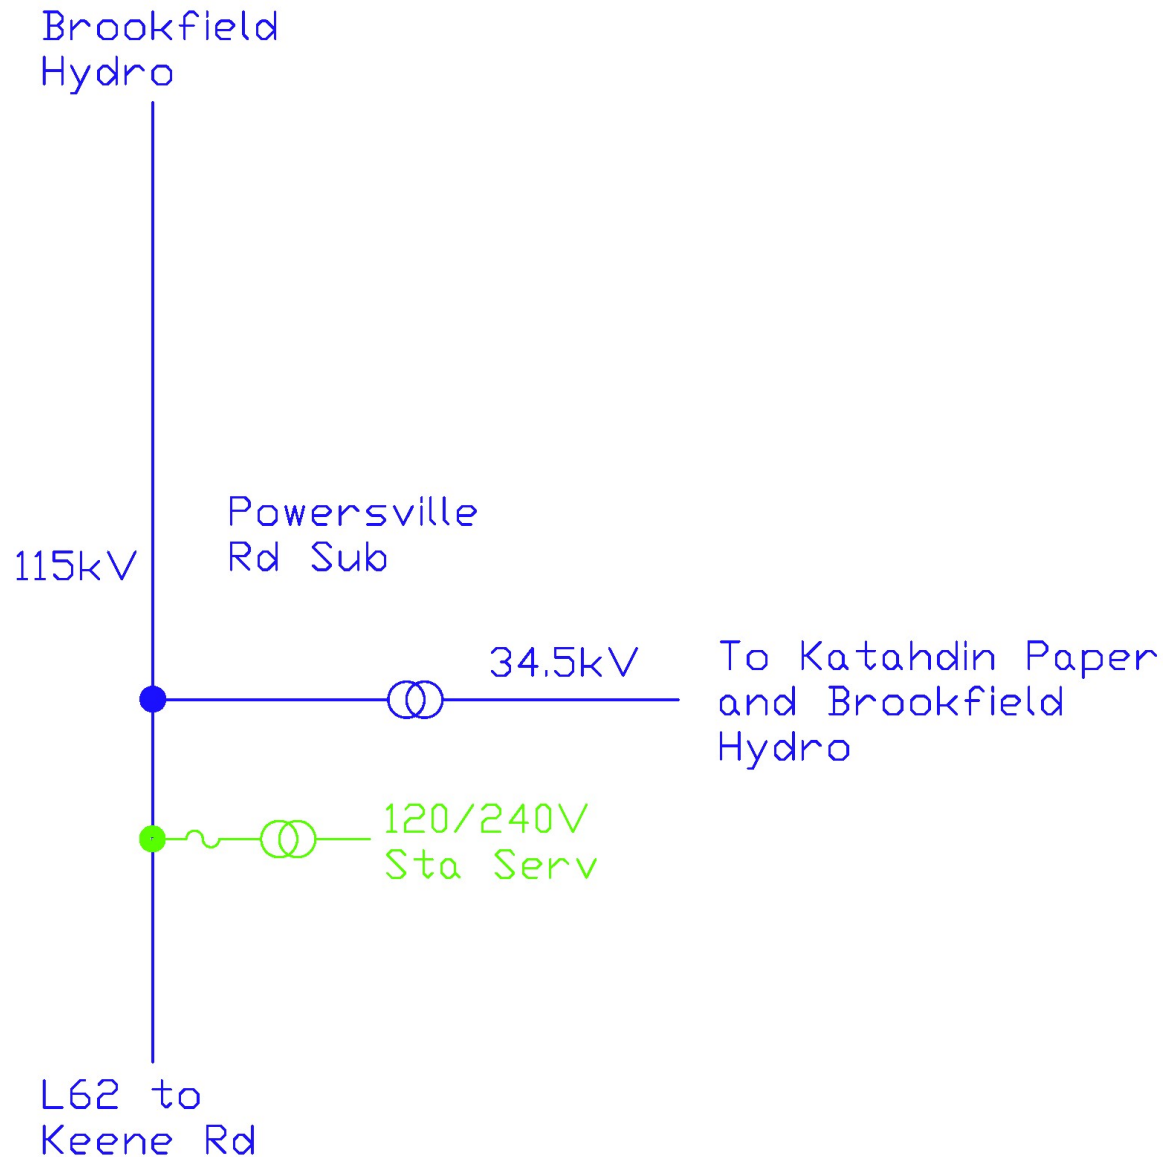 Brookfield
Hydro
Powersville
Rd Sub
115kV
34.5kV
To Katahdin Paper
and Brookfield
Hydro
120/240V
Sta Serv
L62 to
Keene Rd